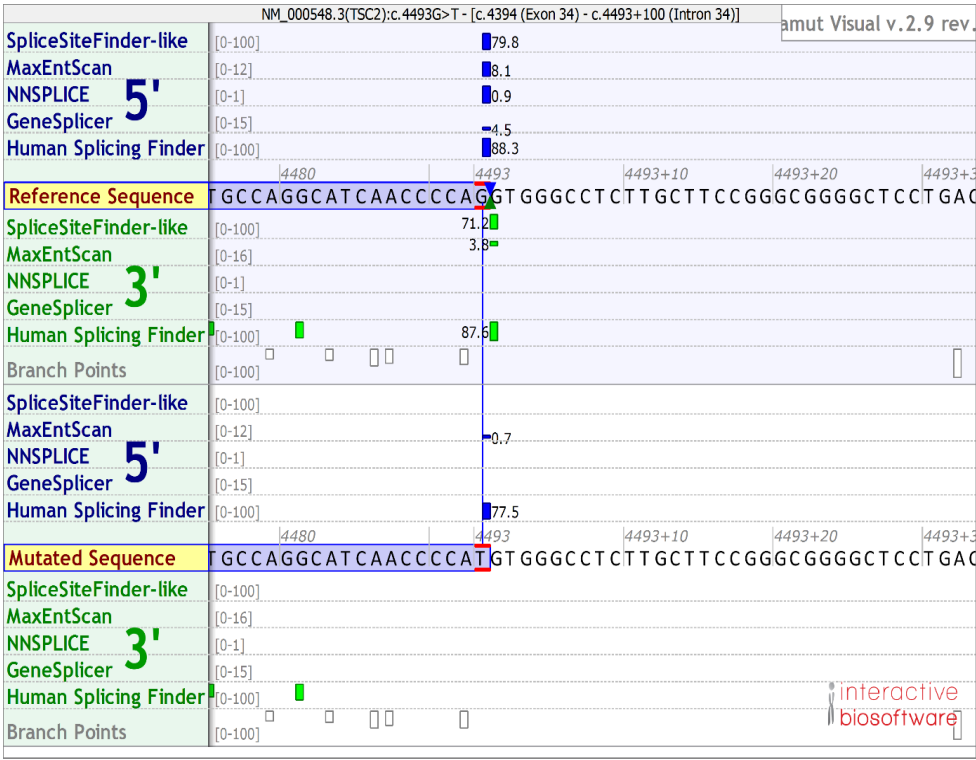 NM_000548.3(TSC2):c.4493G>T - [c.4394 (Exon 34) - c.4493+100 (Intron 34)]
amut Visual v.2.9 rev.
SpliceSiteFinder-like [0-100] 79.8
MaxEntScan [0-12] 8.1
NNSPLICE 5' [0-1] 0.9
GeneSplicer [0-15] 4.5
Human Splicing Finder [0-100] 88.3
4480 4493 4493+10 4493+20 4493+3
Reference Sequence TGCCAGGCATCAACCCCAGGTGGGCCTCTTGCTTCCGGGCGGGGCTCCTGAC
SpliceSiteFinder-like [0-100] 71.2
MaxEntScan [0-16] 3.8
NNSPLICE 3' [0-1]
GeneSplicer [0-15]
Human Splicing Finder [0-100] 87.6
Branch Points [0-100]
SpliceSiteFinder-like [0-100]
MaxEntScan [0-12] 0.7
NNSPLICE 5' [0-1]
GeneSplicer [0-15]
Human Splicing Finder [0-100] 77.5
4480 4493 4493+10 4493+20 4493+3
Mutated Sequence TGCCAGGCATCAACCCCATGTGGGCCTCTTGCTTCCGGGCGGGGCTCCTGAC
SpliceSiteFinder-like [0-100]
MaxEntScan [0-16]
NNSPLICE 3' [0-1]
GeneSplicer [0-15]
Human Splicing Finder [0-100]
Branch Points [0-100]
interactive
biosoftware